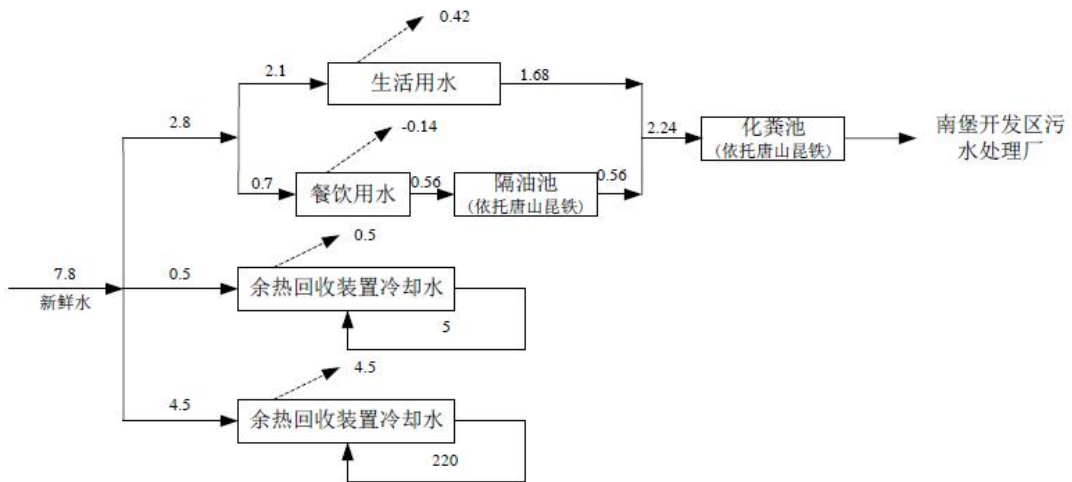 0.42
2.1
生活用水
1.68
2.8
-0.14
2.24
化粪池
(依托唐山昆铁)
南堡开发区污
水处理厂
0.7
餐饮用水
0.56
隔油池
(依托唐山昆铁)
0.56
0.5
7.8
新鲜水
0.5
余热回收装置冷却水
5
4.5
4.5
余热回收装置冷却水
220